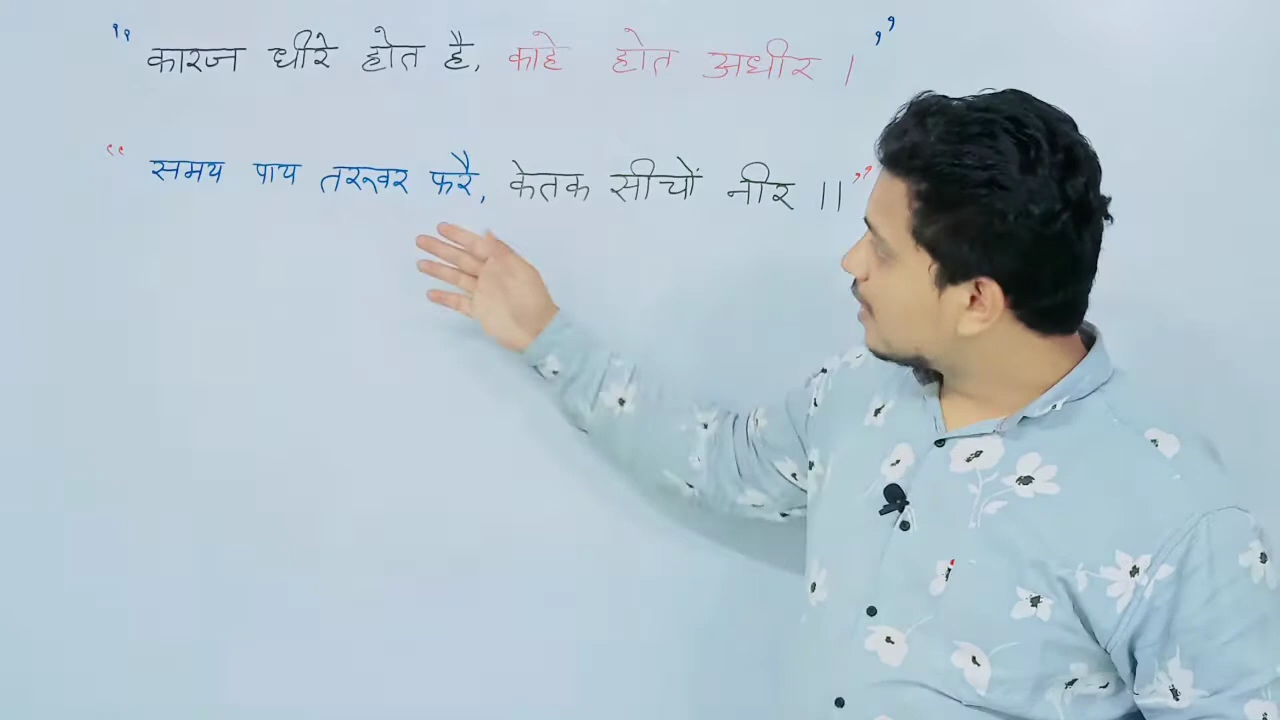 “ कारज धीरे होत है, काहे होत अधीर । ”
“ समय पाय तरूवर फरै, केतक सीचों नीर ।। ”